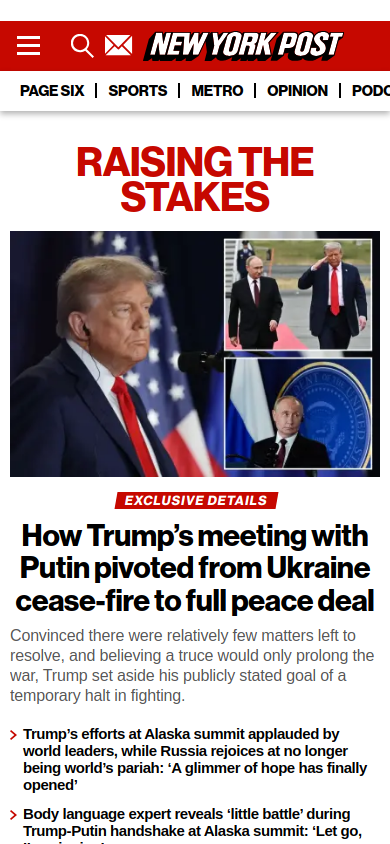 NEW YORK POST
PAGE SIX
SPORTS
METRO
OPINION
PODC
RAISING THE
STAKES
EXCLUSIVE DETAILS
How Trump’s meeting with
Putin pivoted from Ukraine
cease-fire to full peace deal
Convinced there were relatively few matters left to
resolve, and believing a truce would only prolong the
war, Trump set aside his publicly stated goal of a
temporary halt in fighting.
Trump’s efforts at Alaska summit applauded by
world leaders, while Russia rejoices at no longer
being world’s pariah: ‘A glimmer of hope has finally
opened’
Body language expert reveals ‘little battle’ during
Trump-Putin handshake at Alaska summit: ‘Let go,